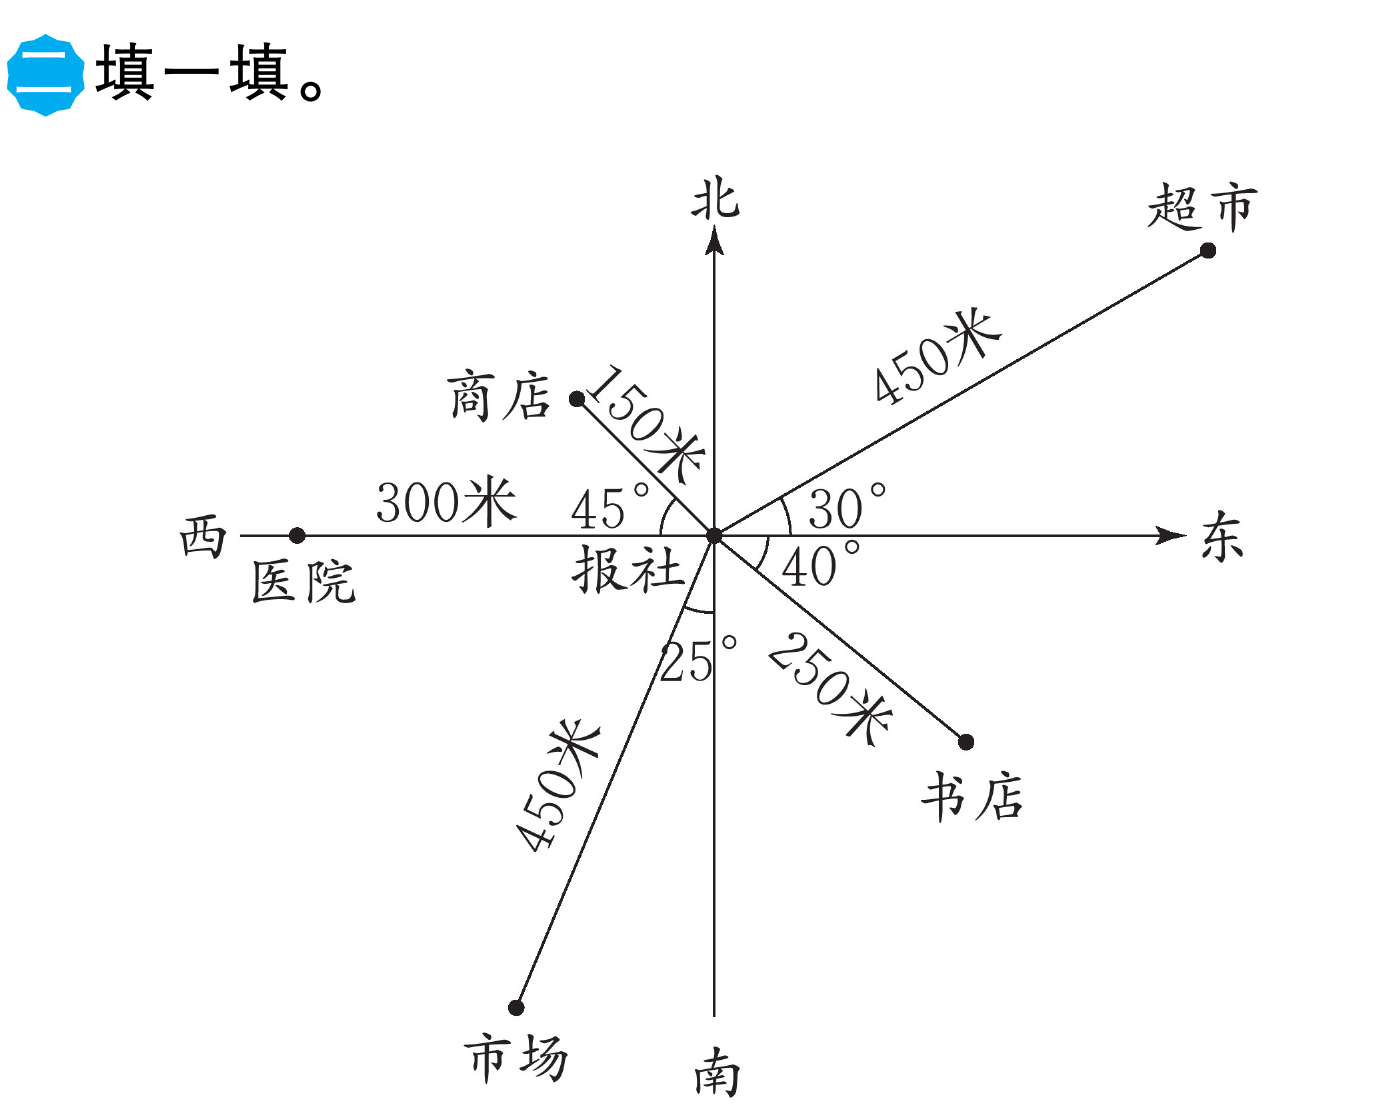 二 填一填。
北
超市
450米
商店
150米
300米
45°
30°
西
东
医院
报社
40°
25°
250米
450米
书店
市场
南